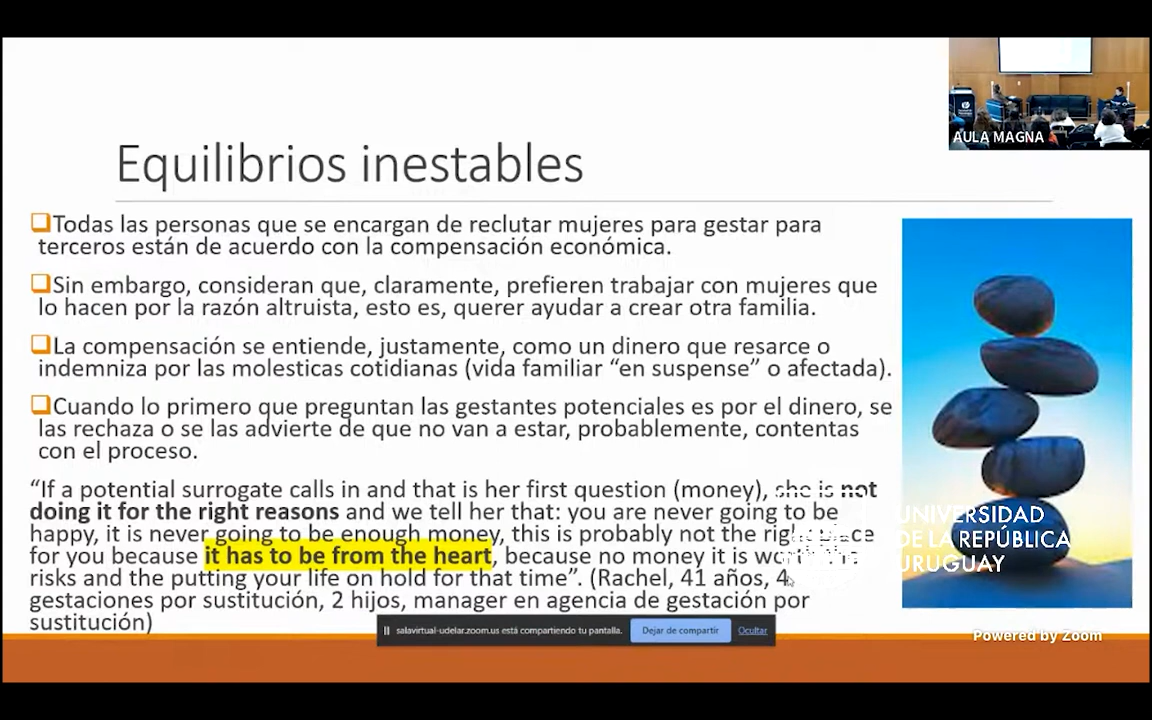 AULA MAGNA
Equilibrios inestables
Todas las personas que se encargan de reclutar mujeres para gestar para
terceros están de acuerdo con la compensación económica.
Sin embargo, consideran que, claramente, prefieren trabajar con mujeres que
lo hacen por la razón altruista, esto es, querer ayudar a crear otra familia.
La compensación se entiende, justamente, como un dinero que resarce o
indemniza por las molesticas cotidianas (vida familiar “en suspense” o afectada).
Cuando lo primero que preguntan las gestantes potenciales es por el dinero, se
las rechaza o se las advierte de que no van a estar, probablemente, contentas
con el proceso.
“If a potential surrogate calls in and that is her first question (money), she is not
doing it for the right reasons and we tell her that: you are never going to be
happy, it is never going to be enough money, this is probably not the
for you because it has to be from the heart, because no money it is
risks and the putting your life on hold for that time”. (Rachel, 41 años, 4
gestaciones por sustitución, 2 hijos, manager en agencia de gestación por
sustitución)
UNIVERSIDAD
DE LA REPÚBLICA
URUGUAY
salavirtual-udelar.zoom.us está compartiendo tu pantalla.
Dejar de compartir
Ocultar
Powered by Zoom